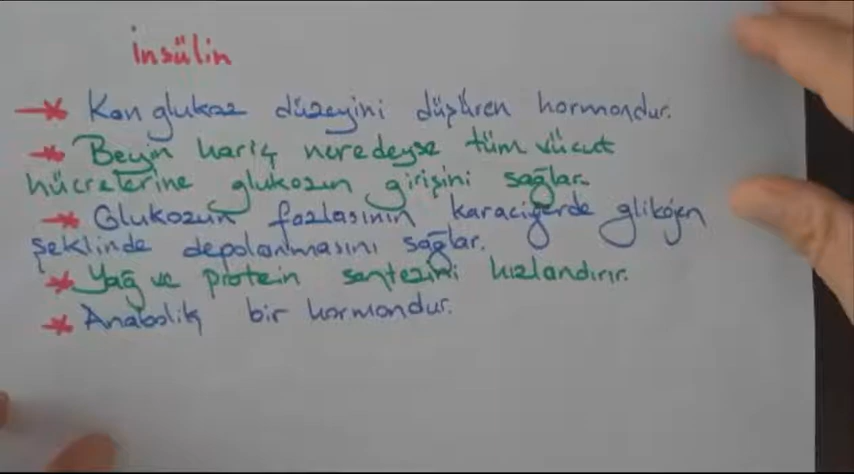 insülin
Kan glukoz düzeyini düşüren hormondur.
Beyin hariç neredeyse tüm vücut
hücrelerine glukozun girişini sağlar.
Glukozun fazlasının karaciğerde glikojen
şeklinde depolanmasını sağlar.
Yağ ve protein sentezini hızlandırır.
Anabolik bir hormondur.